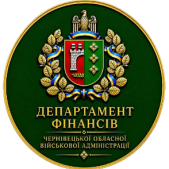 ДЕПАРТАМЕНТ
ФІНАНСІВ
ЧЕРНІВЕЦЬКОЇ ОБЛАСНОЇ
ВІЙСЬКОВОЇ АДМІНІСТРАЦІЇ